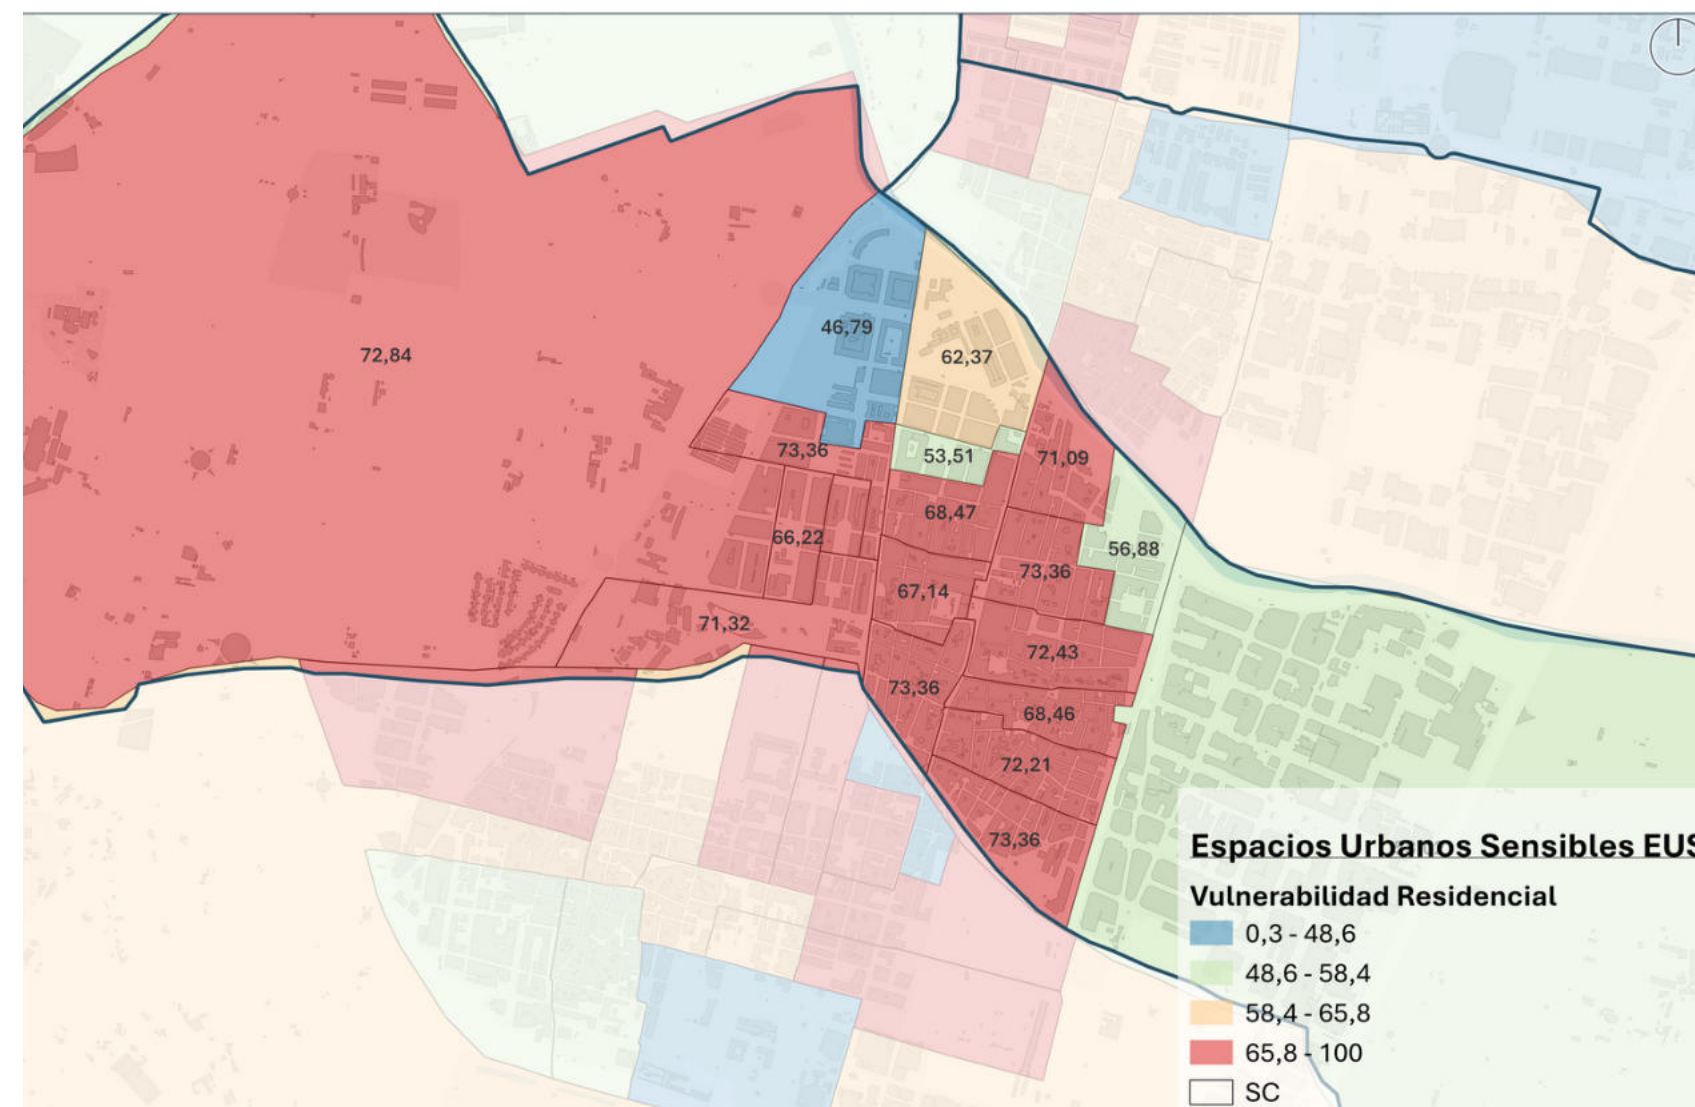 46,79
62,37
72,84
73,36
53,51
71,09
68,47
66,22
56,88
73,36
67,14
71,32
72,43
73,36
68,46
72,21
73,36
Espacios Urbanos Sensibles EUS
Vulnerabilidad Residencial
0,3 - 48,6
48,6 - 58,4
58,4 - 65,8
65,8 - 100
SC